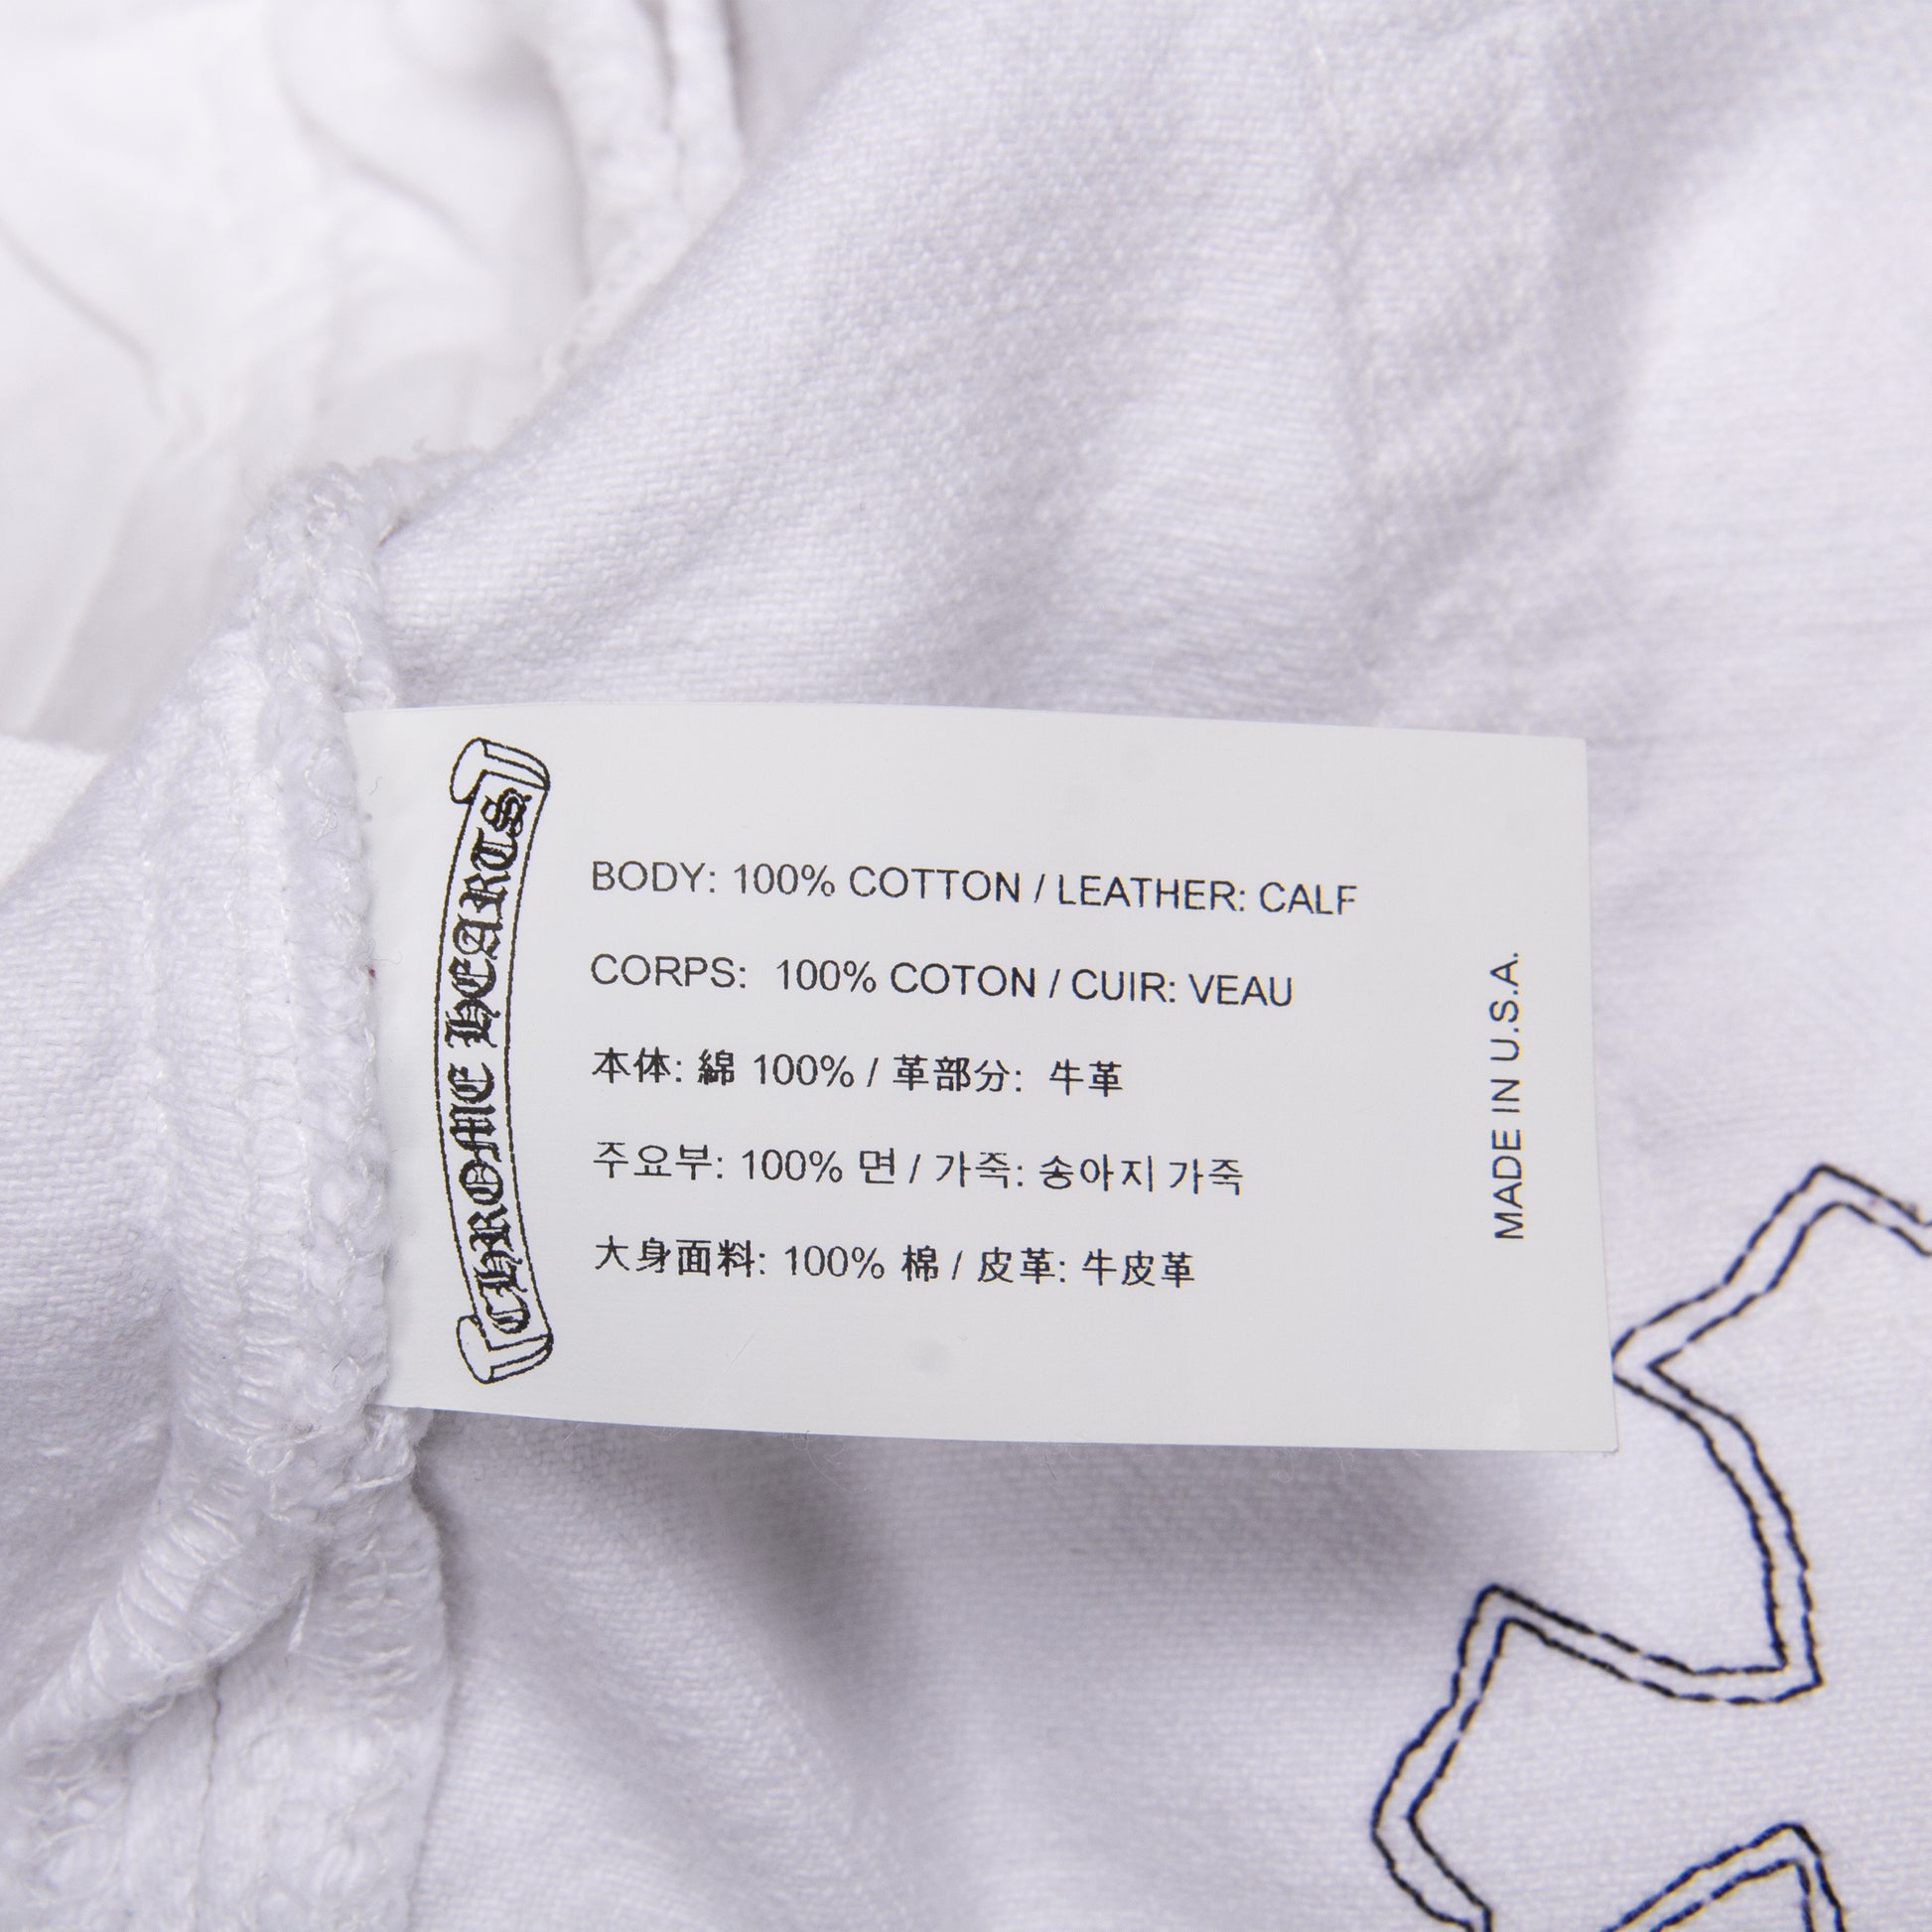 CHROME HEARTS
BODY: 100% COTTON / LEATHER: CALF
CORPS: 100% COTON / CUIR: VEAU
本体: 綿 100% / 革部分: 牛革
주요부: 100% 면 / 가죽: 송아지 가죽
大身面料: 100% 棉 / 皮革: 牛皮革
MADE IN U.S.A.